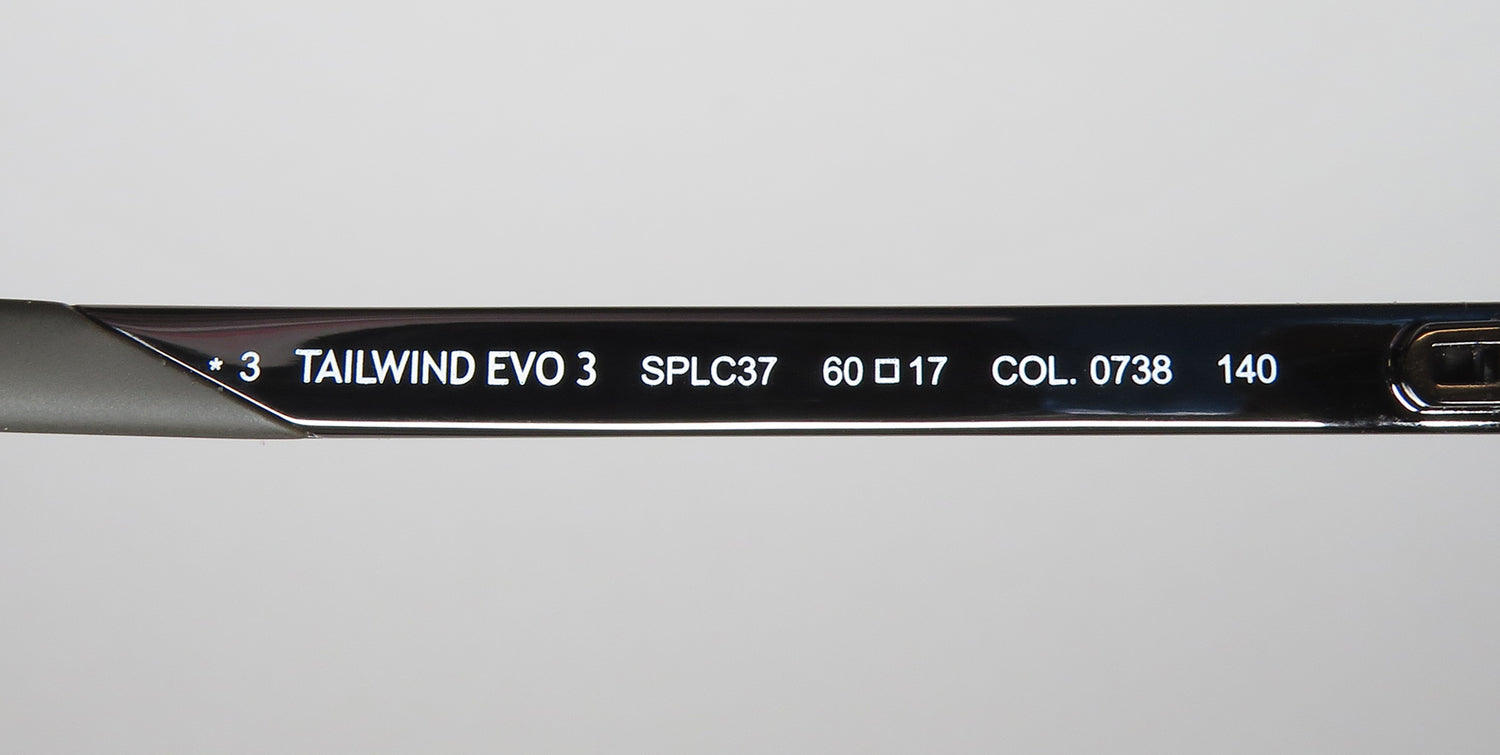 * 3 TAILWIND EVO 3 SPLC37 60 □ 17 COL. 0738 140